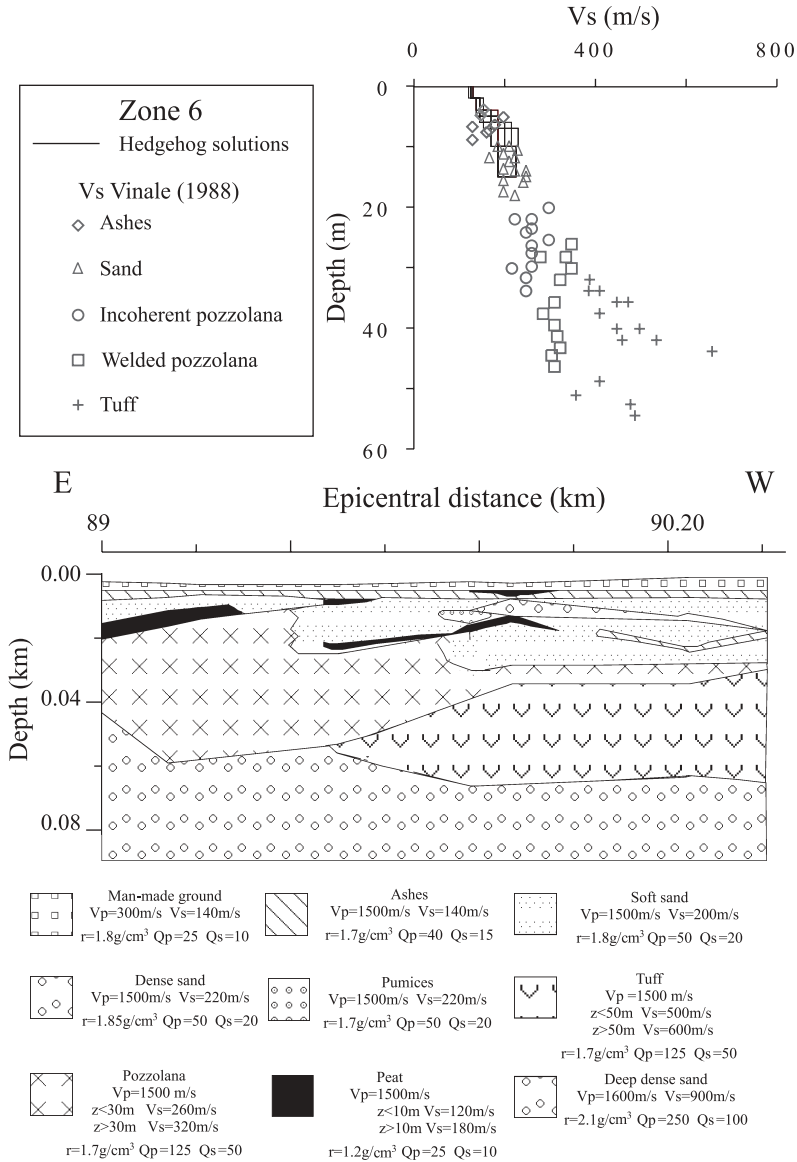 Vs (m/s)
0 400 800
Zone 6
Hedgehog solutions
Vs Vinale (1988)
Ashes
Sand
Incoherent pozzolana
Welded pozzolana
Tuff
Depth (m)
0
20
40
60
E
W
Epicentral distance (km)
89 90.20
Depth (km)
0.00
0.04
0.08
Man-made ground
Vp=300m/s Vs=140m/s
r=1.8g/cm³ Qp=25 Qs=10
Ashes
Vp=1500m/s Vs=140m/s
r=1.7g/cm³ Qp=40 Qs=15
Soft sand
Vp=1500m/s Vs=200m/s
r=1.8g/cm³ Qp=50 Qs=20
Dense sand
Vp=1500m/s Vs=220m/s
r=1.85g/cm³ Qp=50 Qs=20
Pumices
Vp=1500m/s Vs=220m/s
r=1.7g/cm³ Qp=50 Qs=20
Tuff
Vp =1500 m/s
z<50m Vs=500m/s
z>50m Vs=600m/s
r=1.7g/cm³ Qp=125 Qs=50
Pozzolana
Vp=1500 m/s
z<30m Vs=260m/s
z>30m Vs=320m/s
r=1.7g/cm³ Qp=125 Qs=50
Peat
Vp=1500m/s
z<10m Vs=120m/s
z>10m Vs=180m/s
r=1.2g/cm³ Qp=25 Qs=10
Deep dense sand
Vp=1600m/s Vs=900m/s
r=2.1g/cm³ Qp=250 Qs=100